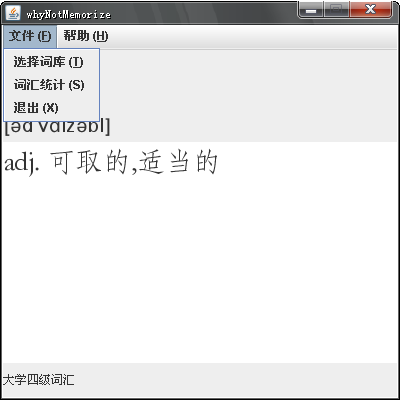 whyNotMemorize
文件 (F) 帮助 (H)
选择词库 (T)
词汇统计 (S)
退出 (X)
[əd'vaizəbl]
adj. 可取的,适当的
大学四级词汇